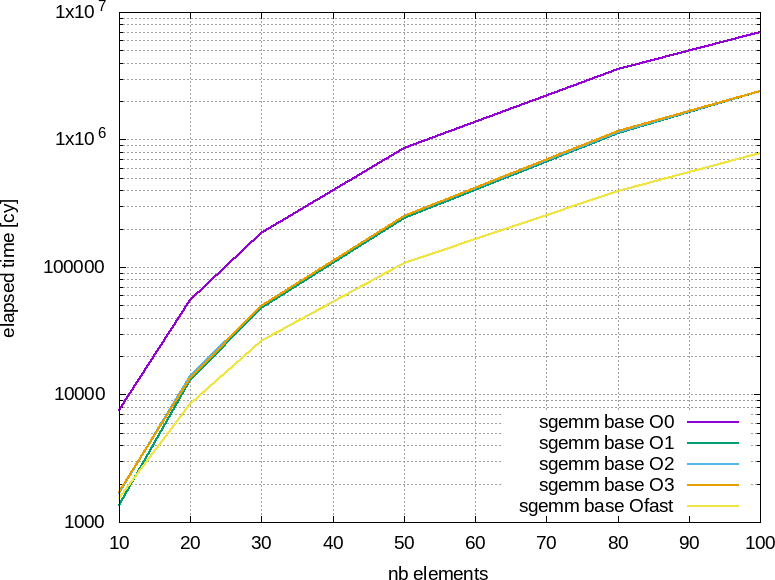 1x10^7
1x10^6
100000
10000
1000
elapsed time [cy]
sgemm base O0
sgemm base O1
sgemm base O2
sgemm base O3
sgemm base Ofast
10 20 30 40 50 60 70 80 90 100
nb elements